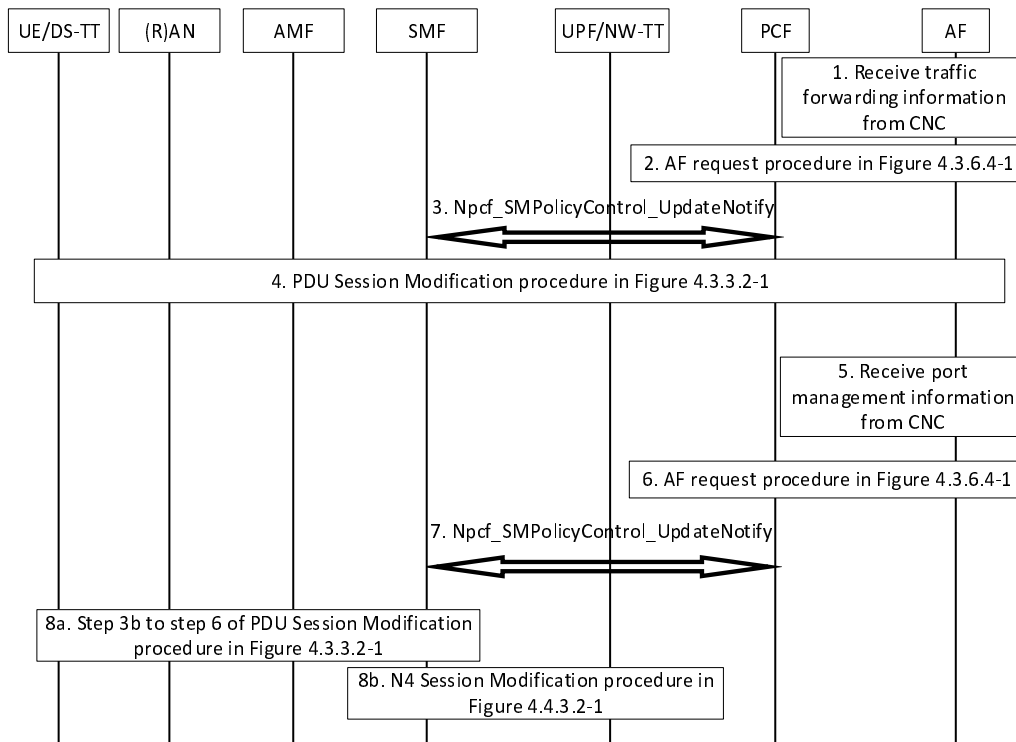 UE/DS-TT
(R)AN
AMF
SMF
UPF/NW-TT
PCF
AF
1. Receive traffic
forwarding information
from CNC
2. AF request procedure in Figure 4.3.6.4-1
3. Npcf_SMPolicyControl_UpdateNotify
4. PDU Session Modification procedure in Figure 4.3.3.2-1
5. Receive port
management information
from CNC
6. AF request procedure in Figure 4.3.6.4-1
7. Npcf_SMPolicyControl_UpdateNotify
8a. Step 3b to step 6 of PDU Session Modification
procedure in Figure 4.3.3.2-1
8b. N4 Session Modification procedure in
Figure 4.4.3.2-1